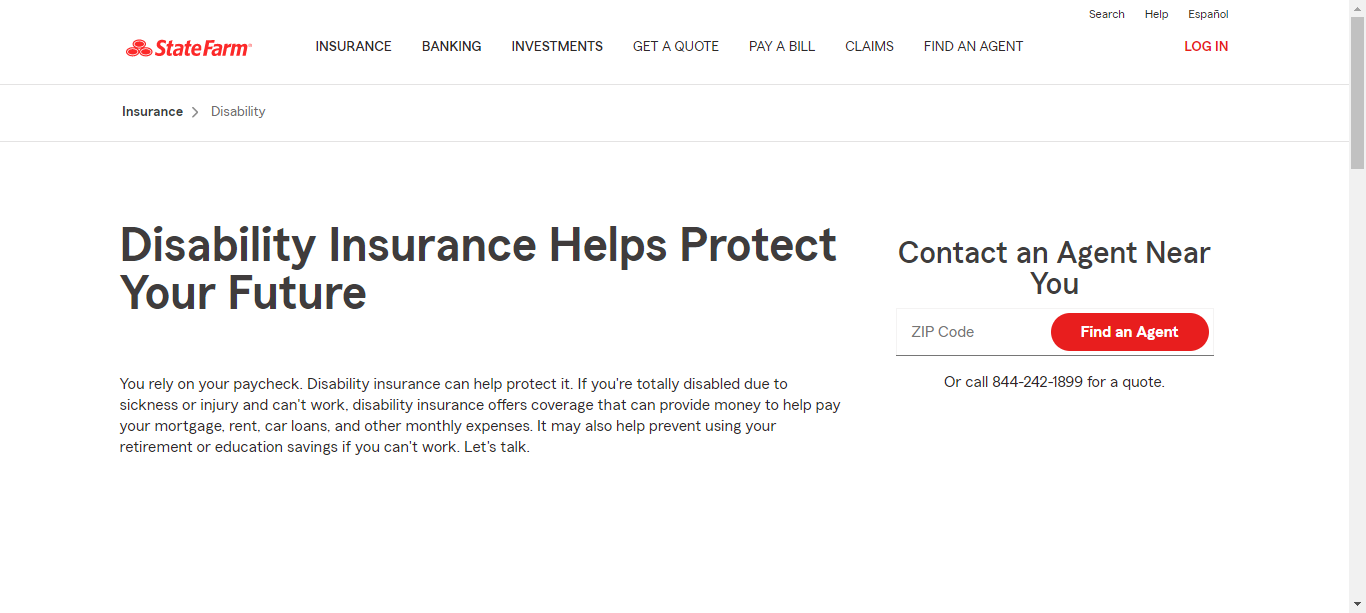 Search Help Español
State Farm® INSURANCE BANKING INVESTMENTS GET A QUOTE PAY A BILL CLAIMS FIND AN AGENT LOG IN
Insurance Disability
Disability Insurance Helps Protect
Your Future
You rely on your paycheck. Disability insurance can help protect it. If you're totally disabled due to
sickness or injury and can't work, disability insurance offers coverage that can provide money to help pay
your mortgage, rent, car loans, and other monthly expenses. It may also help prevent using your
retirement or education savings if you can't work. Let's talk.
Contact an Agent Near
You
ZIP Code Find an Agent
Or call 844-242-1899 for a quote.